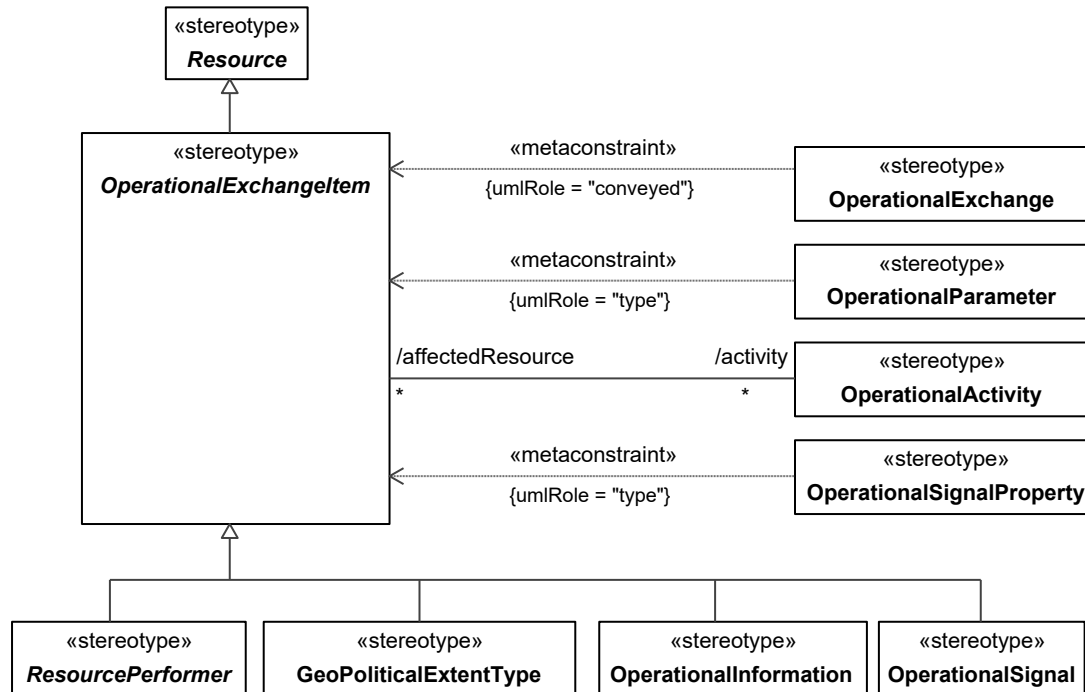 «stereotype»
Resource
«stereotype»
OperationalExchangeItem
«metaconstraint»
{umlRole = "conveyed"}
«stereotype»
OperationalExchange
«metaconstraint»
{umlRole = "type"}
«stereotype»
OperationalParameter
/affectedResource
/activity
*
*
«stereotype»
OperationalActivity
«metaconstraint»
{umlRole = "type"}
«stereotype»
OperationalSignalProperty
«stereotype»
ResourcePerformer
«stereotype»
GeoPoliticalExtentType
«stereotype»
OperationalInformation
«stereotype»
OperationalSignal